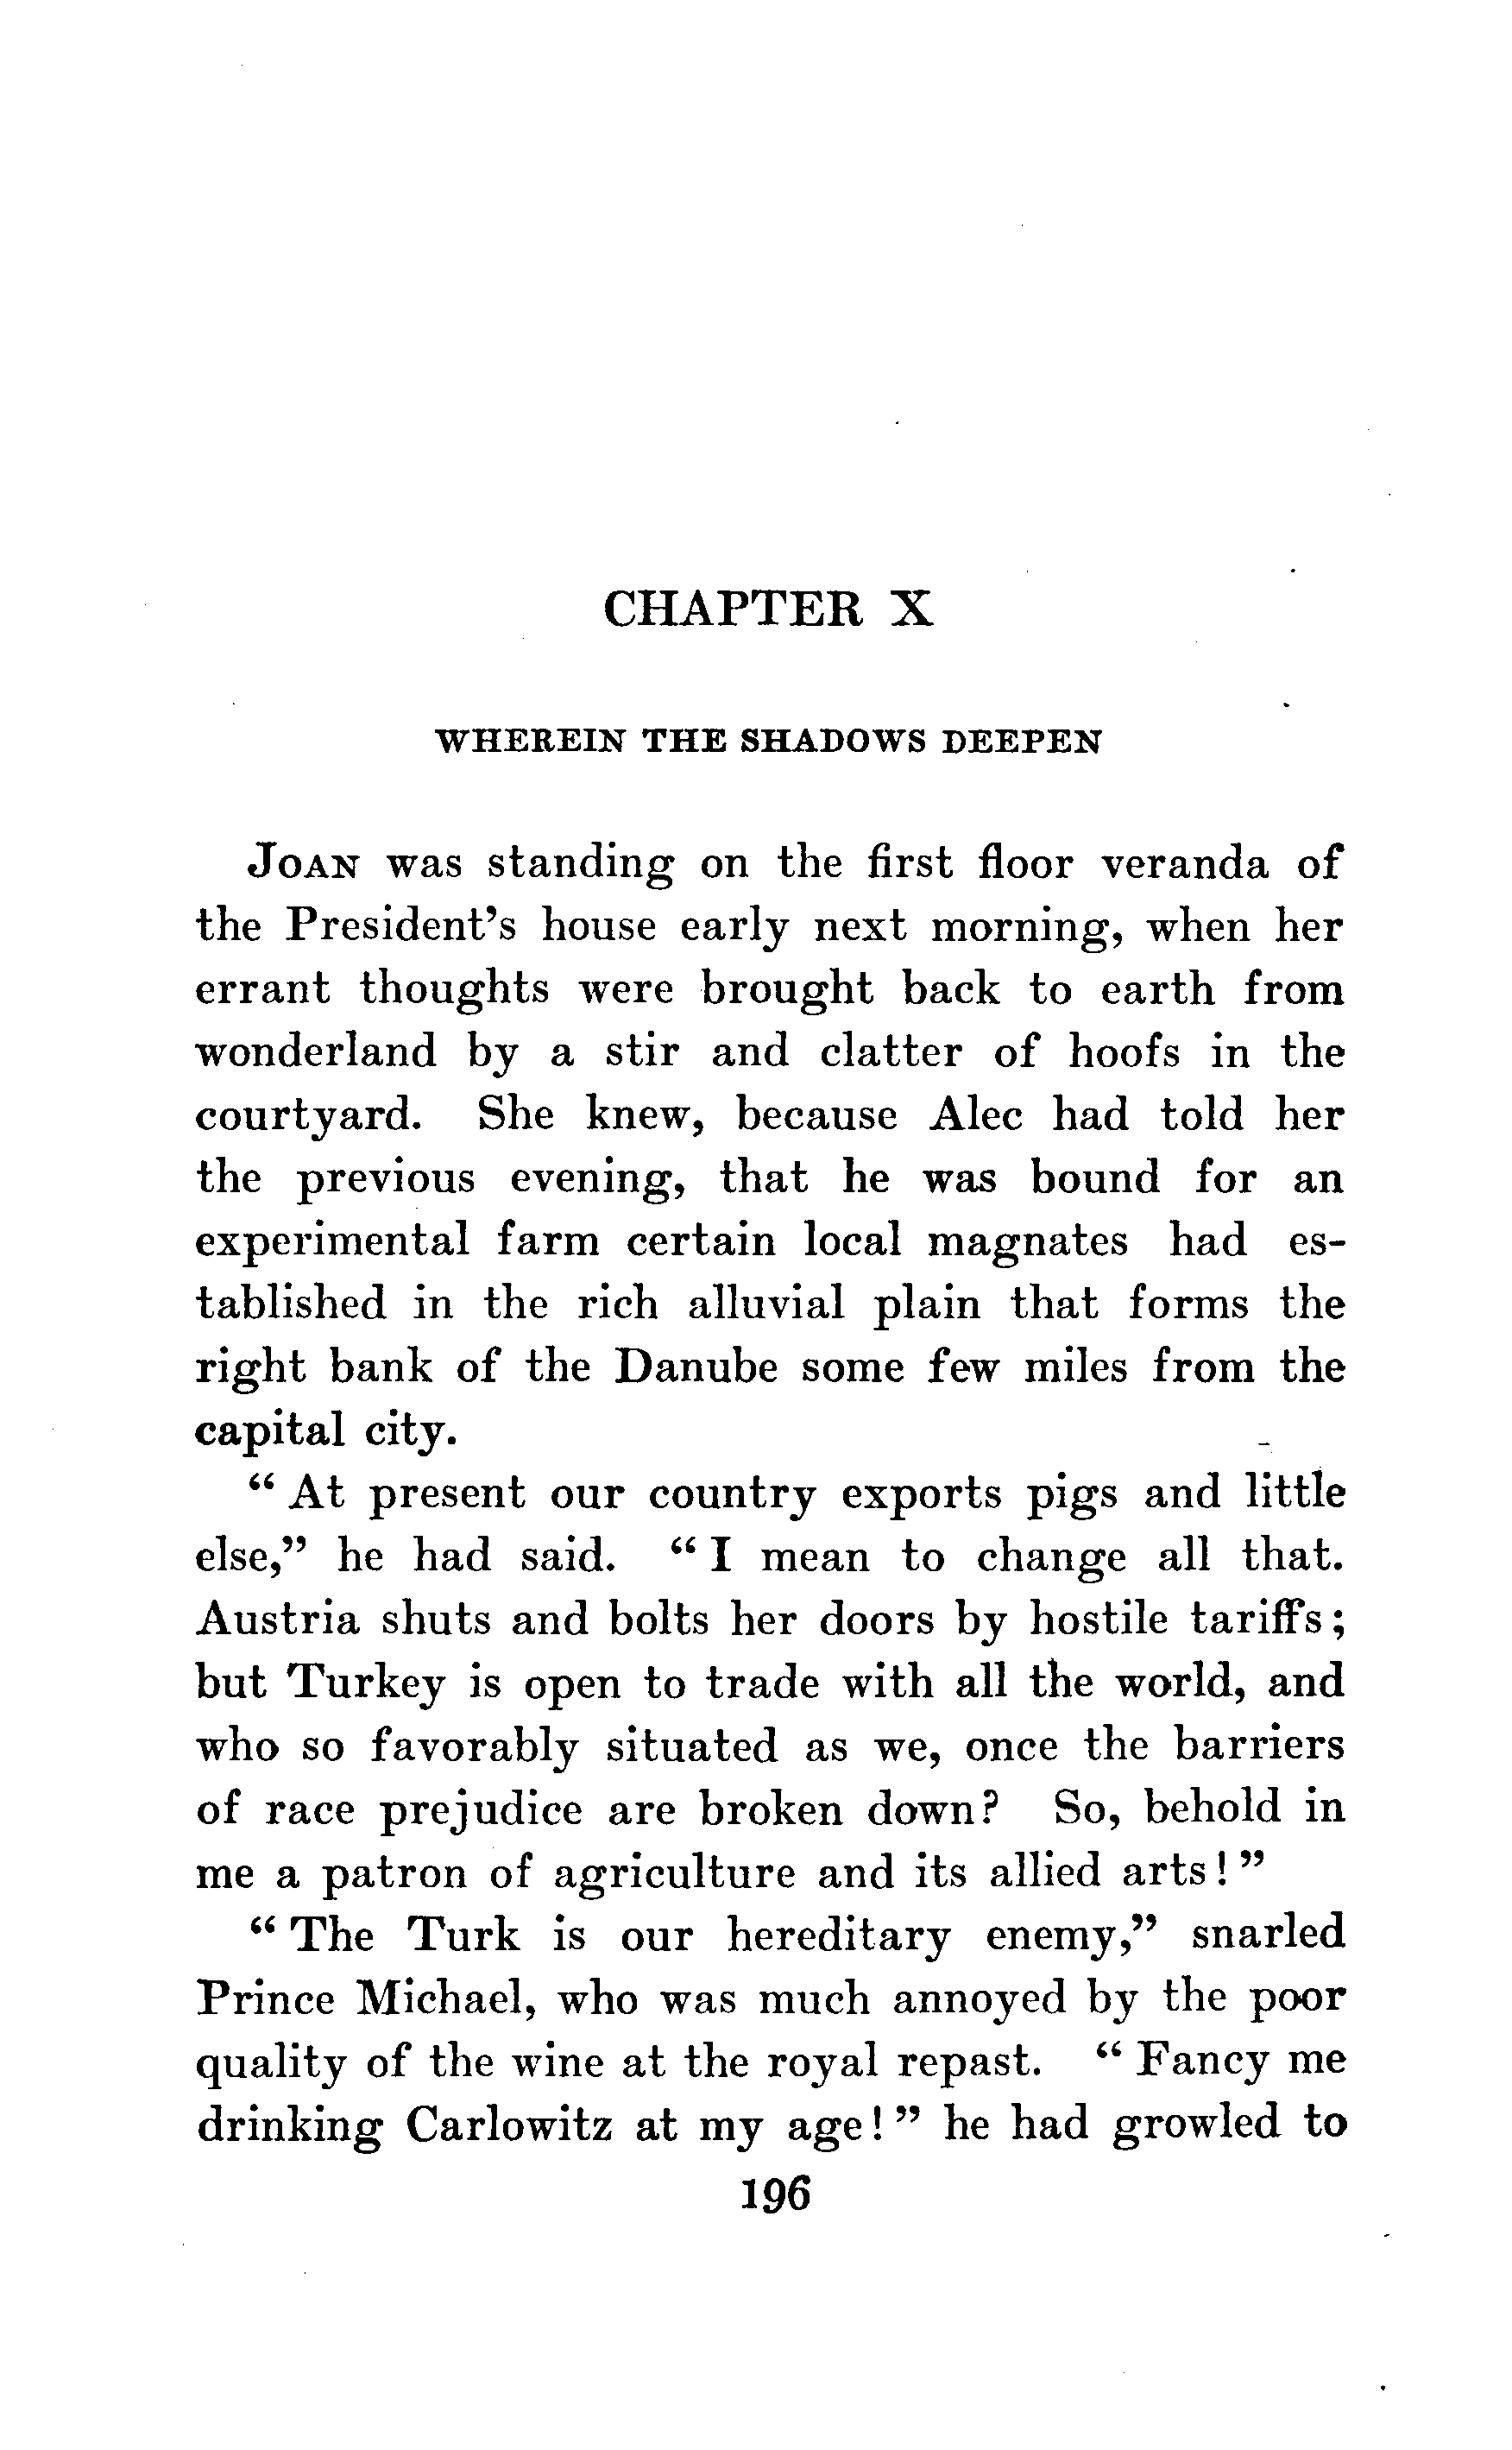 CHAPTER X
WHEREIN THE SHADOWS DEEPEN
JOAN was standing on the first floor veranda of
the President's house early next morning, when her
errant thoughts were brought back to earth from
wonderland by a stir and clatter of hoofs in the
courtyard. She knew, because Alec had told her
the previous evening, that he was bound for an
experimental farm certain local magnates had es-
tablished in the rich alluvial plain that forms the
right bank of the Danube some few miles from the
capital city.
“ At present our country exports pigs and little
else,” he had said. “ I mean to change all that.
Austria shuts and bolts her doors by hostile tariffs;
but Turkey is open to trade with all the world, and
who so favorably situated as we, once the barriers
of race prejudice are broken down? So, behold in
me a patron of agriculture and its allied arts! ”
“ The Turk is our hereditary enemy,” snarled
Prince Michael, who was much annoyed by the poor
quality of the wine at the royal repast. “ Fancy me
drinking Carlowitz at my age! ” he had growled to
196